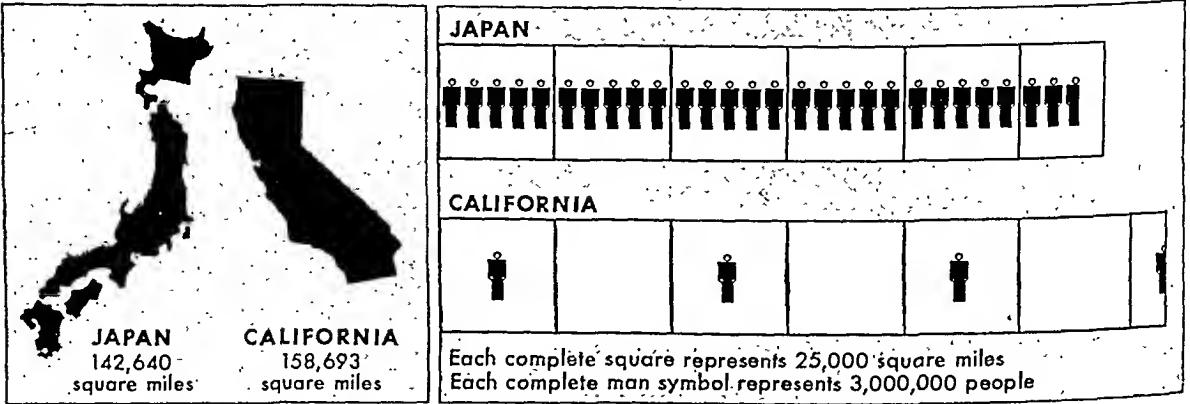 JAPAN
142,640
square miles
CALIFORNIA
158,693
square miles
JAPAN
CALIFORNIA
Each complete square represents 25,000 square miles
Each complete man symbol represents 3,000,000 people